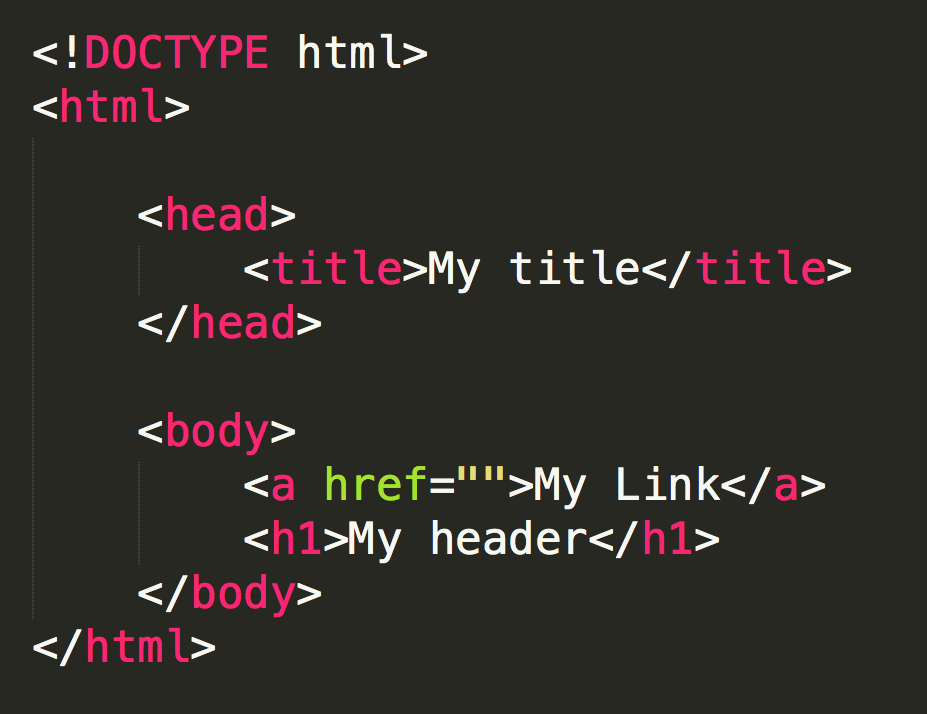 <!DOCTYPE html>
<html>
<head>
<title>My title</title>
</head>
<body>
<a href="">My Link</a>
<h1>My header</h1>
</body>
</html>